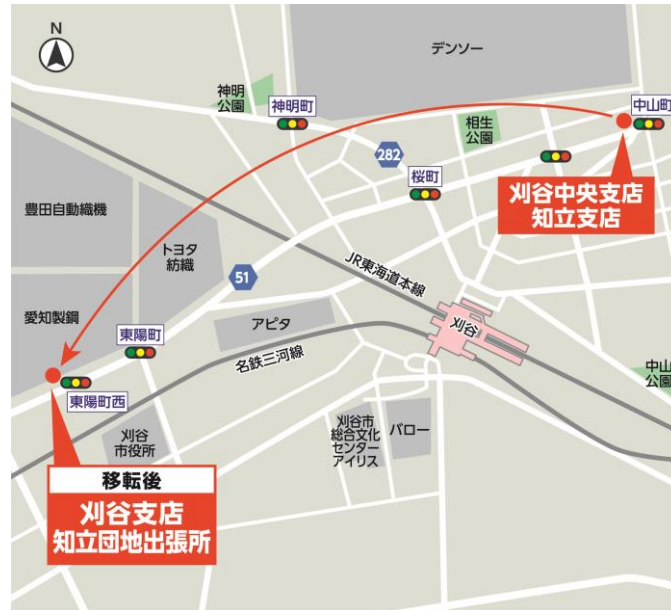 N
デンソー
神明
公園
神明町
相生
公園
中山町
282
桜町
刈谷中央支店
知立支店
豊田自動織機
トヨタ
紡織
51
JR東海道本線
愛知製鋼
東陽町
アピタ
刈谷
名鉄三河線
中山
公園
東陽町西
刈谷
市役所
刈谷市
総合文化
センター
アイリス
バロー
移転後
刈谷支店
知立団地出張所